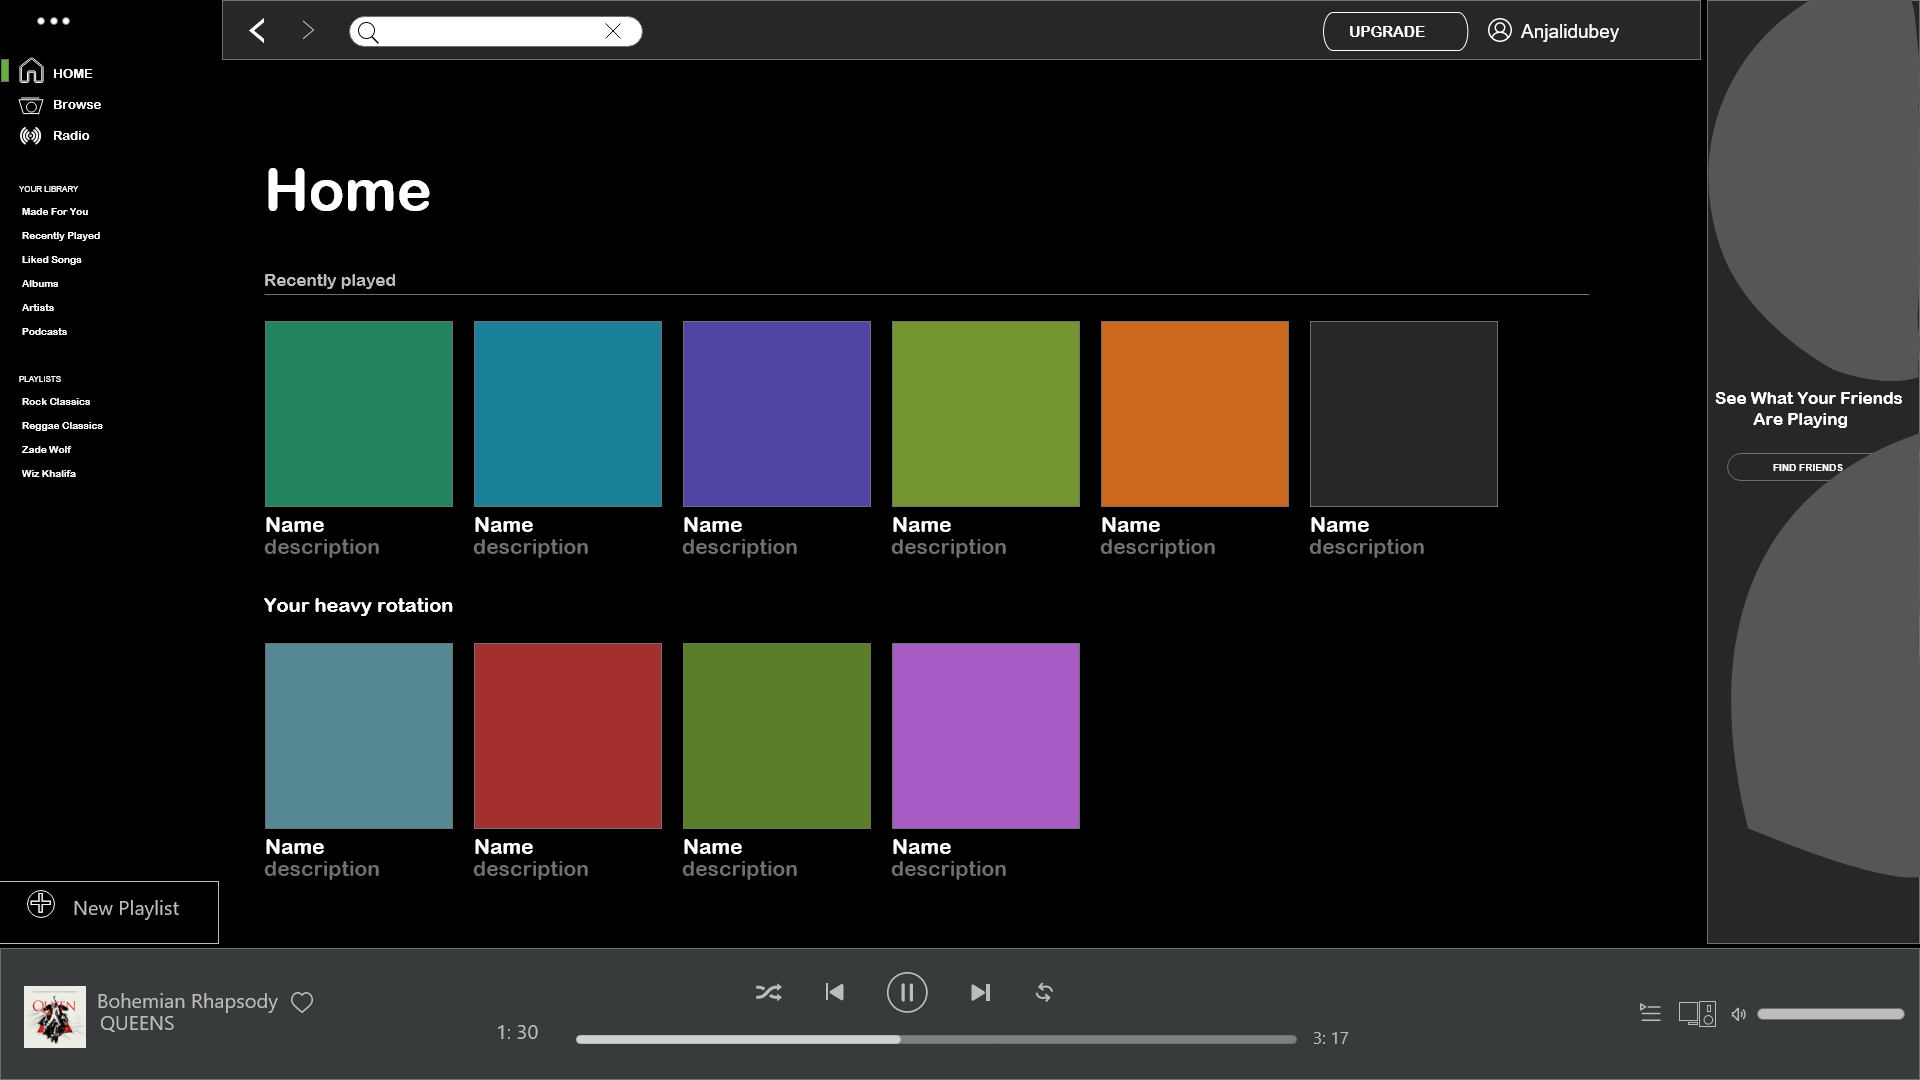 UPGRADE
Anjalidubey
HOME
Browse
Radio
YOUR LIBRARY
Made For You
Recently Played
Liked Songs
Albums
Artists
Podcasts
PLAYLISTS
Rock Classics
Reggae Classics
Zade Wolf
Wiz Khalifa
New Playlist
Home
Recently played
Name
description
Name
description
Name
description
Name
description
Name
description
Name
description
Your heavy rotation
Name
description
Name
description
Name
description
Name
description
See What Your Friends
Are Playing
FIND FRIENDS
QUEEN
Bohemian Rhapsody
QUEENS
1: 30
3: 17